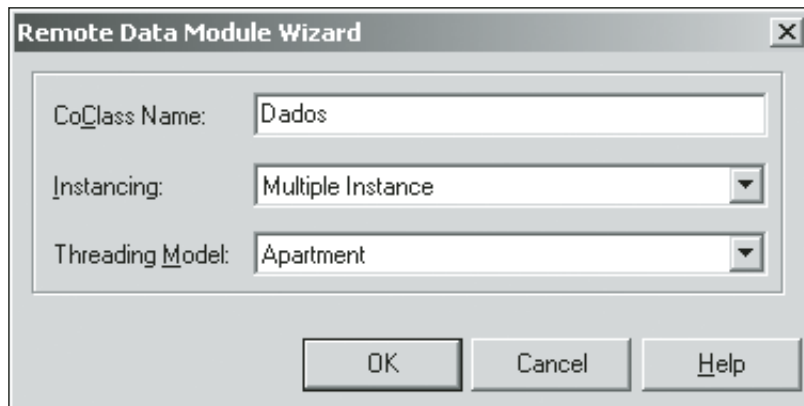 Remote Data Module Wizard
CoClass Name: Dados
Instancing: Multiple Instance
Threading Model: Apartment
OK Cancel Help